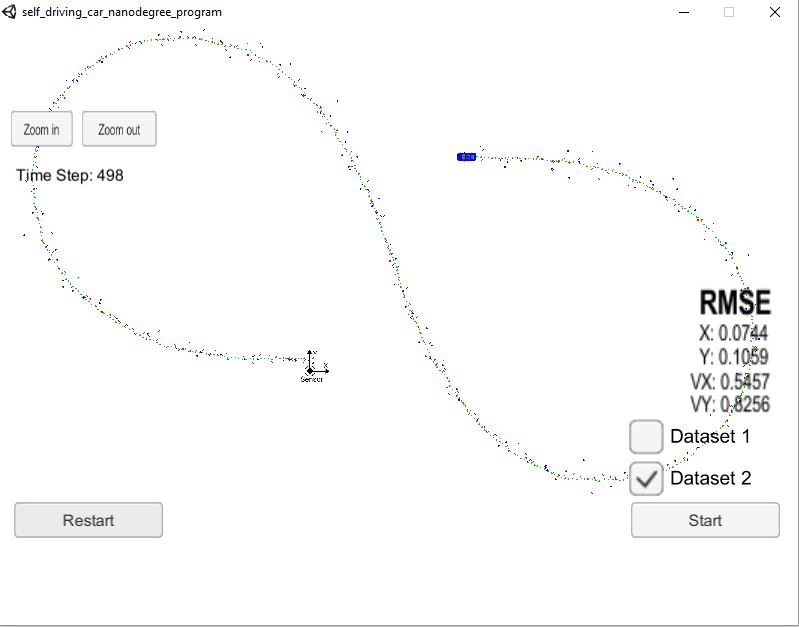 self_driving_car_nanodegree_program
Zoom in
Zoom out
Time Step: 498
RMSE
X: 0.0744
Y: 0.1059
VX: 0.5457
VY: 0.8256
Y
X
Sensor
Dataset 1
Dataset 2
Restart
Start